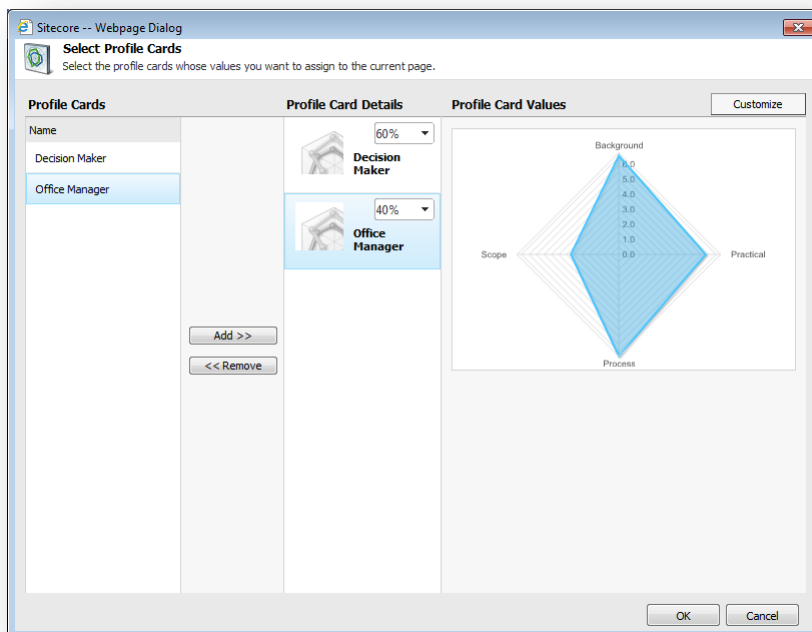 Sitecore -- Webpage Dialog
Select Profile Cards
Select the profile cards whose values you want to assign to the current page.
Profile Cards
Name
Decision Maker
Office Manager
Add >>
<< Remove
Profile Card Details
60%
Decision
Maker
40%
Office
Manager
Profile Card Values
Customize
Background
6.0
5.0
4.0
3.0
2.0
1.0
0.0
Scope
Practical
Process
OK
Cancel